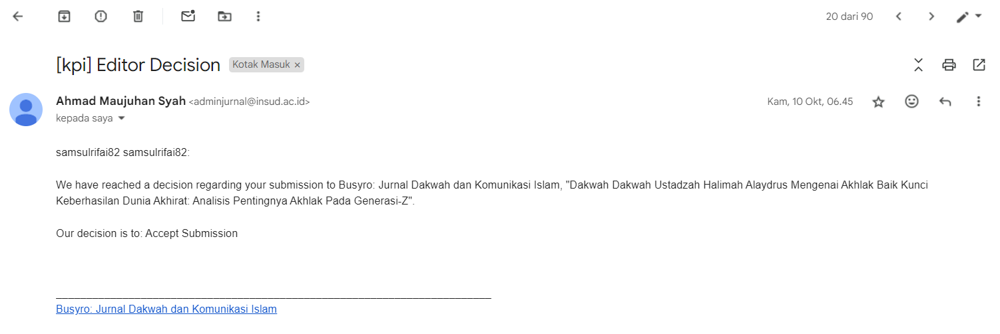 20 dari 90
[kpi] Editor Decision Kotak Masuk ×
Ahmad Maujuhan Syah <adminjurnal@insud.ac.id> Kam, 10 Okt, 06.45
kepada saya
samsulrifai82 samsulrifai82:
We have reached a decision regarding your submission to Busyro: Jurnal Dakwah dan Komunikasi Islam, "Dakwah Dakwah Ustadzah Halimah Alaydrus Mengenai Akhlak Baik Kunci
Keberhasilan Dunia Akhirat: Analisis Pentingnya Akhlak Pada Generasi-Z".
Our decision is to: Accept Submission
Busyro: Jurnal Dakwah dan Komunikasi Islam